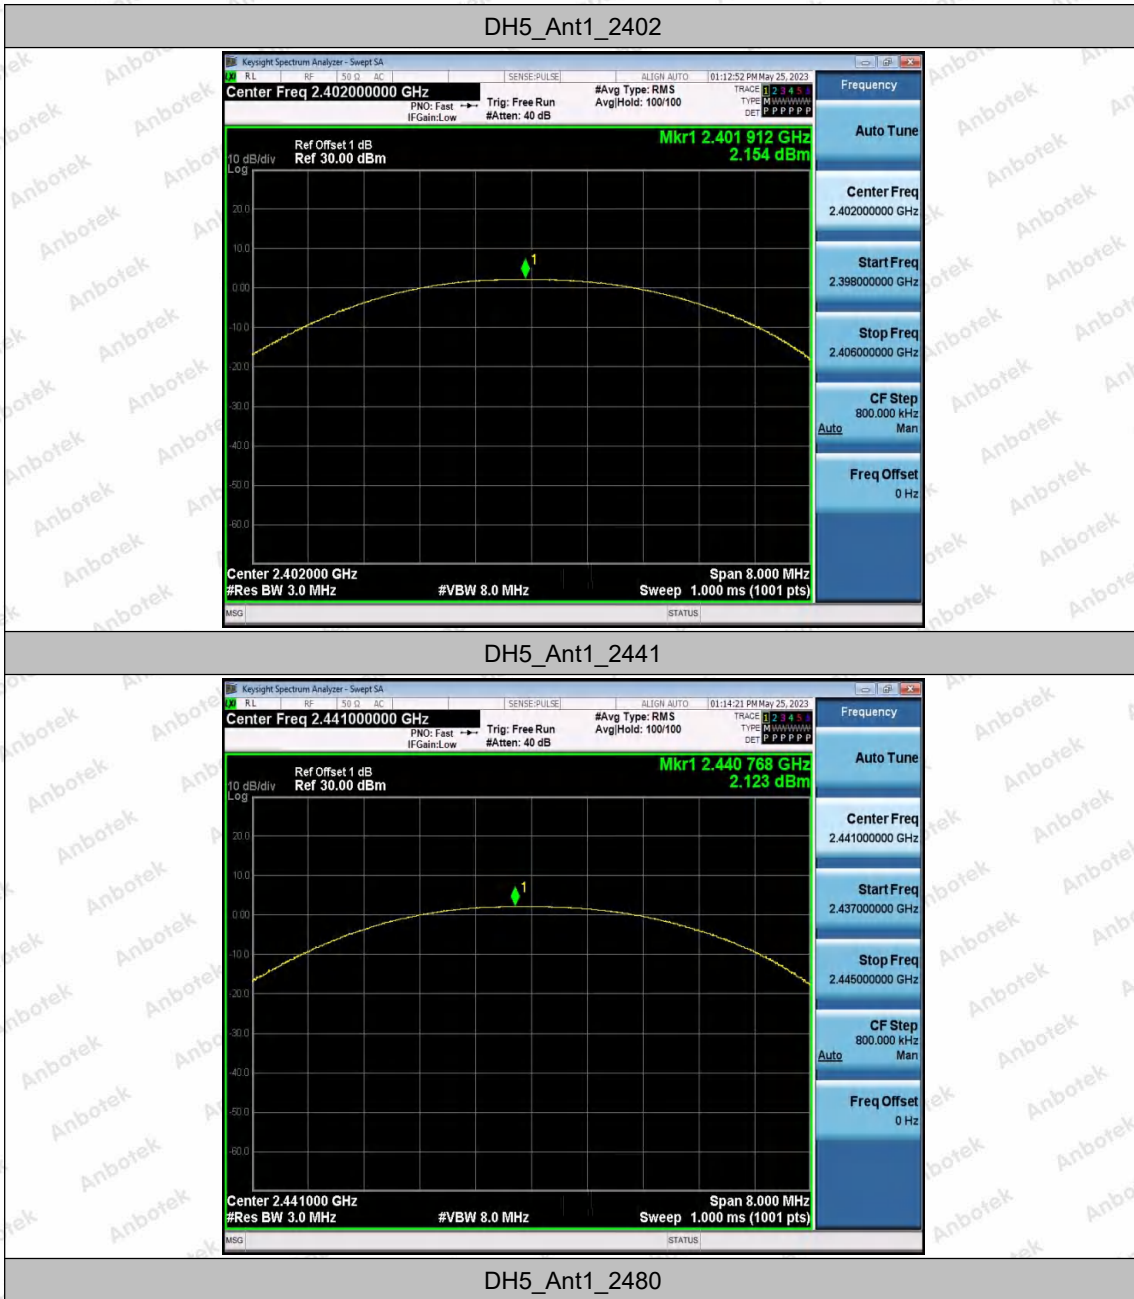 DH5_Ant1_2402
Keysight Spectrum Analyzer - Swept SA
RL RF 50 Ω AC SENSE:PULSE ALIGN AUTO 01:12:52 PM May 25, 2023
Center Freq 2.402000000 GHz
PNO: Fast
IFGain:Low
Trig: Free Run
#Atten: 40 dB
#Avg Type: RMS
Avg|Hold: 100/100
TRACE 1 2 3 4 5 6
TYPE M
DET P P P P P P
Frequency
Mkr1 2.401 912 GHz
2.154 dBm
Ref Offset 1 dB
10 dB/div Ref 30.00 dBm
Log
20.0
10.0
0.00
-10.0
-20.0
-30.0
-40.0
-50.0
-60.0
1
Center 2.402000 GHz Span 8.000 MHz
#Res BW 3.0 MHz #VBW 8.0 MHz Sweep 1.000 ms (1001 pts)
MSG STATUS
Auto Tune
Center Freq
2.402000000 GHz
Start Freq
2.398000000 GHz
Stop Freq
2.406000000 GHz
CF Step
800.000 kHz
Auto Man
Freq Offset
0 Hz
DH5_Ant1_2441
Keysight Spectrum Analyzer - Swept SA
RL RF 50 Ω AC SENSE:PULSE ALIGN AUTO 01:14:21 PM May 25, 2023
Center Freq 2.441000000 GHz
PNO: Fast
IFGain:Low
Trig: Free Run
#Atten: 40 dB
#Avg Type: RMS
Avg|Hold: 100/100
TRACE 1 2 3 4 5 6
TYPE M
DET P P P P P P
Frequency
Mkr1 2.440 768 GHz
2.123 dBm
Ref Offset 1 dB
10 dB/div Ref 30.00 dBm
Log
20.0
10.0
0.00
-10.0
-20.0
-30.0
-40.0
-50.0
-60.0
1
Center 2.441000 GHz Span 8.000 MHz
#Res BW 3.0 MHz #VBW 8.0 MHz Sweep 1.000 ms (1001 pts)
MSG STATUS
Auto Tune
Center Freq
2.441000000 GHz
Start Freq
2.437000000 GHz
Stop Freq
2.445000000 GHz
CF Step
800.000 kHz
Auto Man
Freq Offset
0 Hz
DH5_Ant1_2480
Anbotek